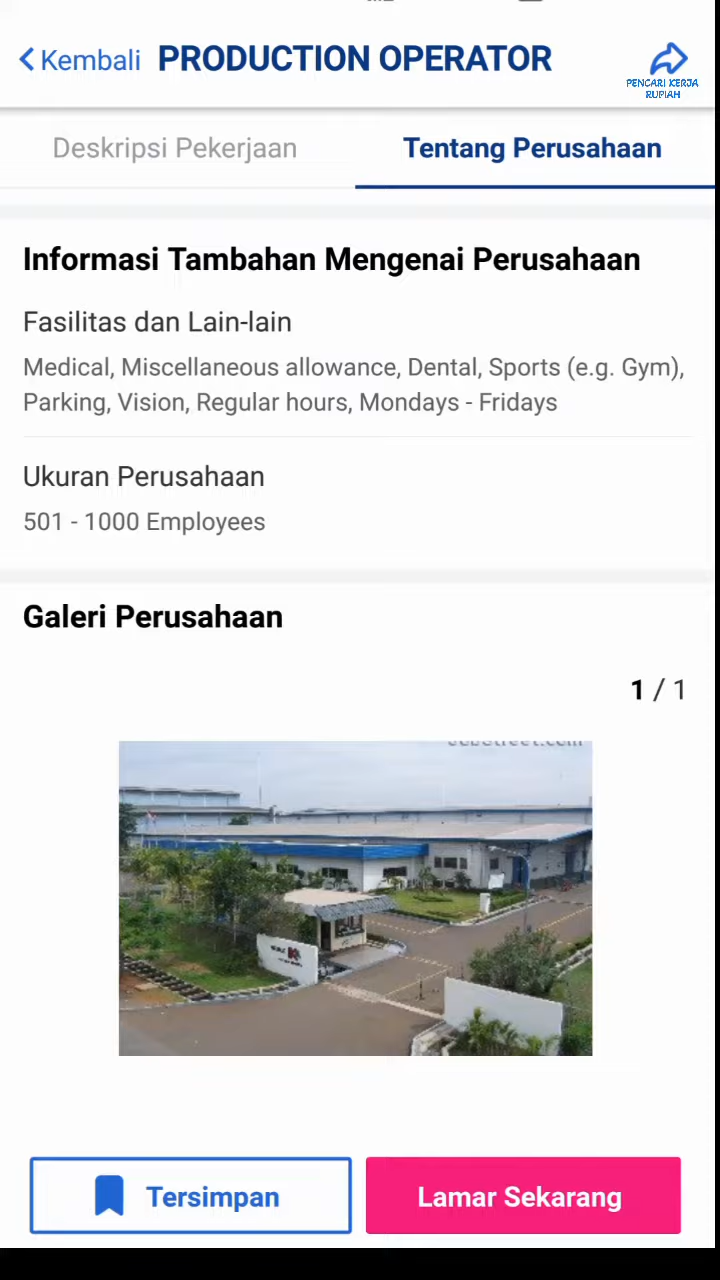 Kembali PRODUCTION OPERATOR
PENCARI KERJA
RUPIAH
Deskripsi Pekerjaan Tentang Perusahaan
Informasi Tambahan Mengenai Perusahaan
Fasilitas dan Lain-lain
Medical, Miscellaneous allowance, Dental, Sports (e.g. Gym),
Parking, Vision, Regular hours, Mondays - Fridays
Ukuran Perusahaan
501 - 1000 Employees
Galeri Perusahaan
1 / 1
Tersimpan Lamar Sekarang